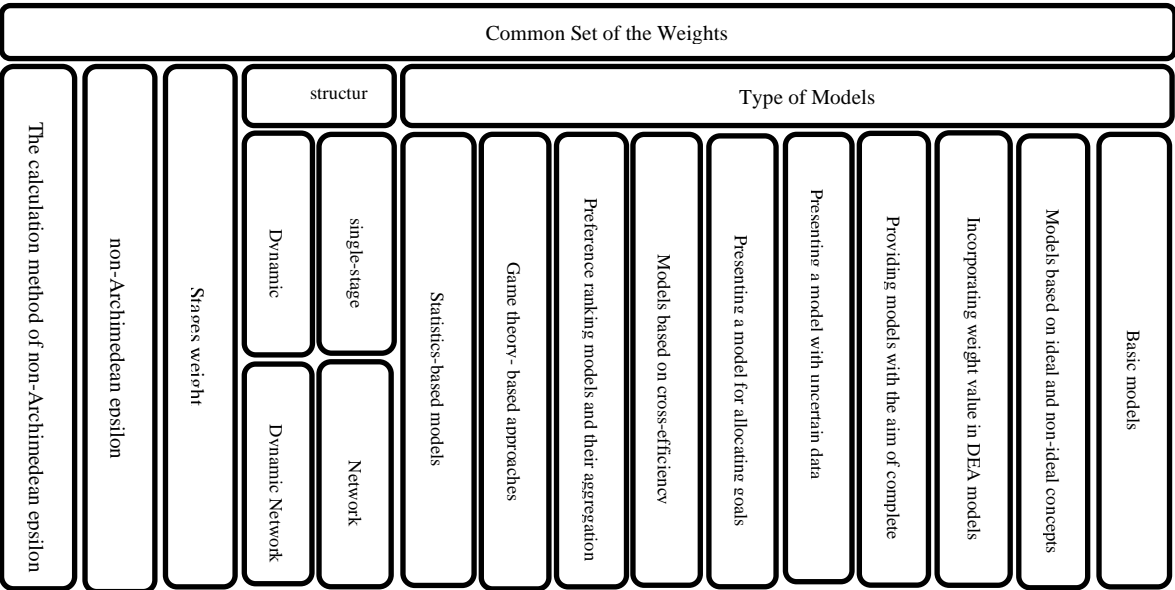 Common Set of the Weights
The calculation method of non-Archimedean epsilon
non-Archimedean epsilon
Stages weight
structur
Type of Models
Dynamic
single-stage
Dynamic Network
Network
Statistics-based models
Game theory- based approaches
Preference ranking models and their aggregation
Models based on cross-efficiency
Presenting a model for allocating goals
Presenting a model with uncertain data
Providing models with the aim of complete
Incorporating weight value in DEA models
Models based on ideal and non-ideal concepts
Basic models